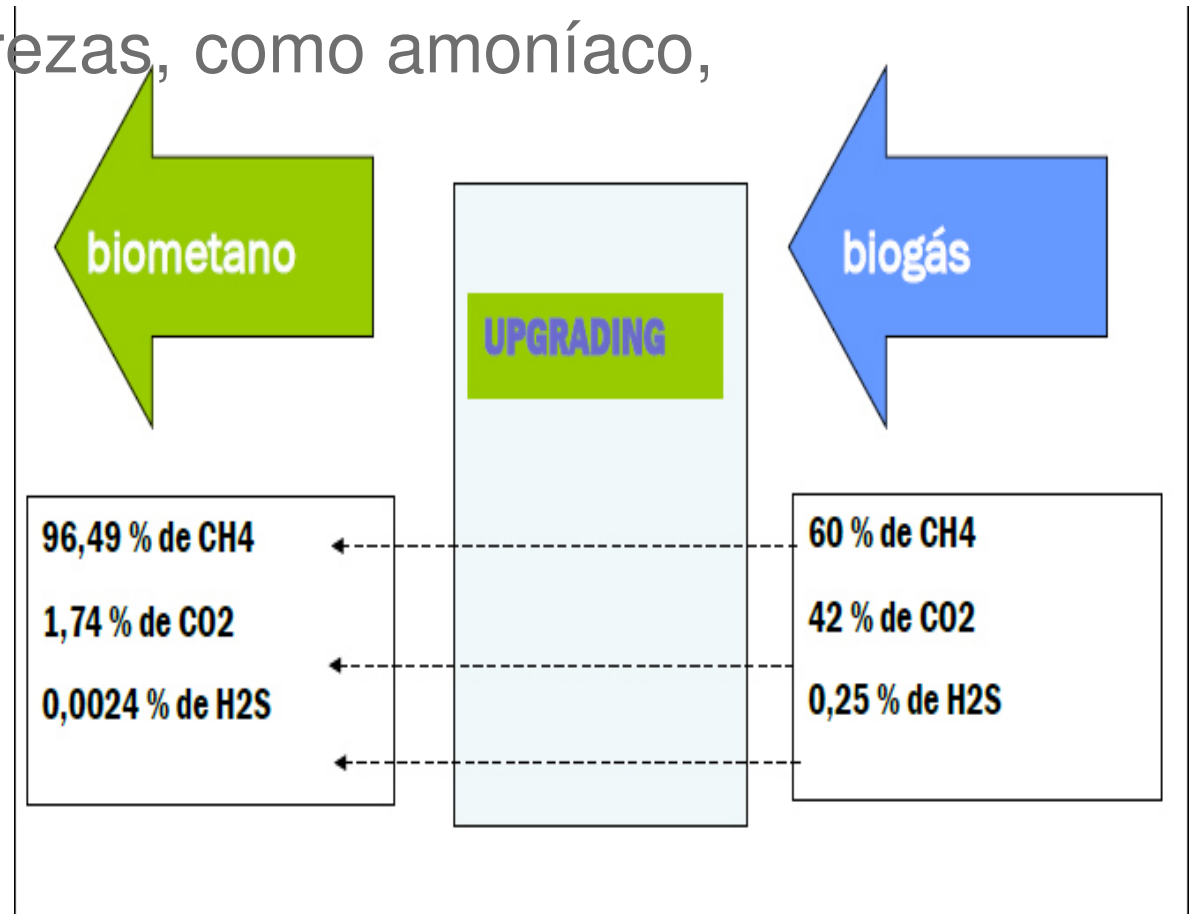 rezas, como amoníaco,
biometano
UPGRADING
biogás
96,49 % de CH4
1,74 % de CO2
0,0024 % de H2S
60 % de CH4
42 % de CO2
0,25 % de H2S